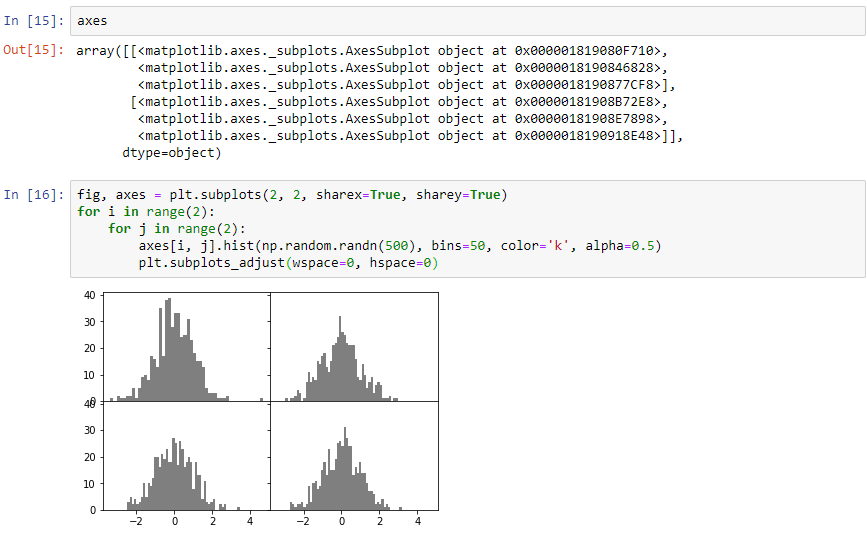 In [15]: axes
Out[15]: array([[<matplotlib.axes._subplots.AxesSubplot object at 0x000001819080F710>,
<matplotlib.axes._subplots.AxesSubplot object at 0x0000018190846828>,
<matplotlib.axes._subplots.AxesSubplot object at 0x0000018190877CF8>],
[<matplotlib.axes._subplots.AxesSubplot object at 0x00000181908B72E8>,
<matplotlib.axes._subplots.AxesSubplot object at 0x00000181908E7898>,
<matplotlib.axes._subplots.AxesSubplot object at 0x0000018190918E48>]],
dtype=object)
In [16]: fig, axes = plt.subplots(2, 2, sharex=True, sharey=True)
for i in range(2):
for j in range(2):
axes[i, j].hist(np.random.randn(500), bins=50, color='k', alpha=0.5)
plt.subplots_adjust(wspace=0, hspace=0)
40
30
20
10
0
40
30
20
10
0
−2 0 2 4 −2 0 2 4